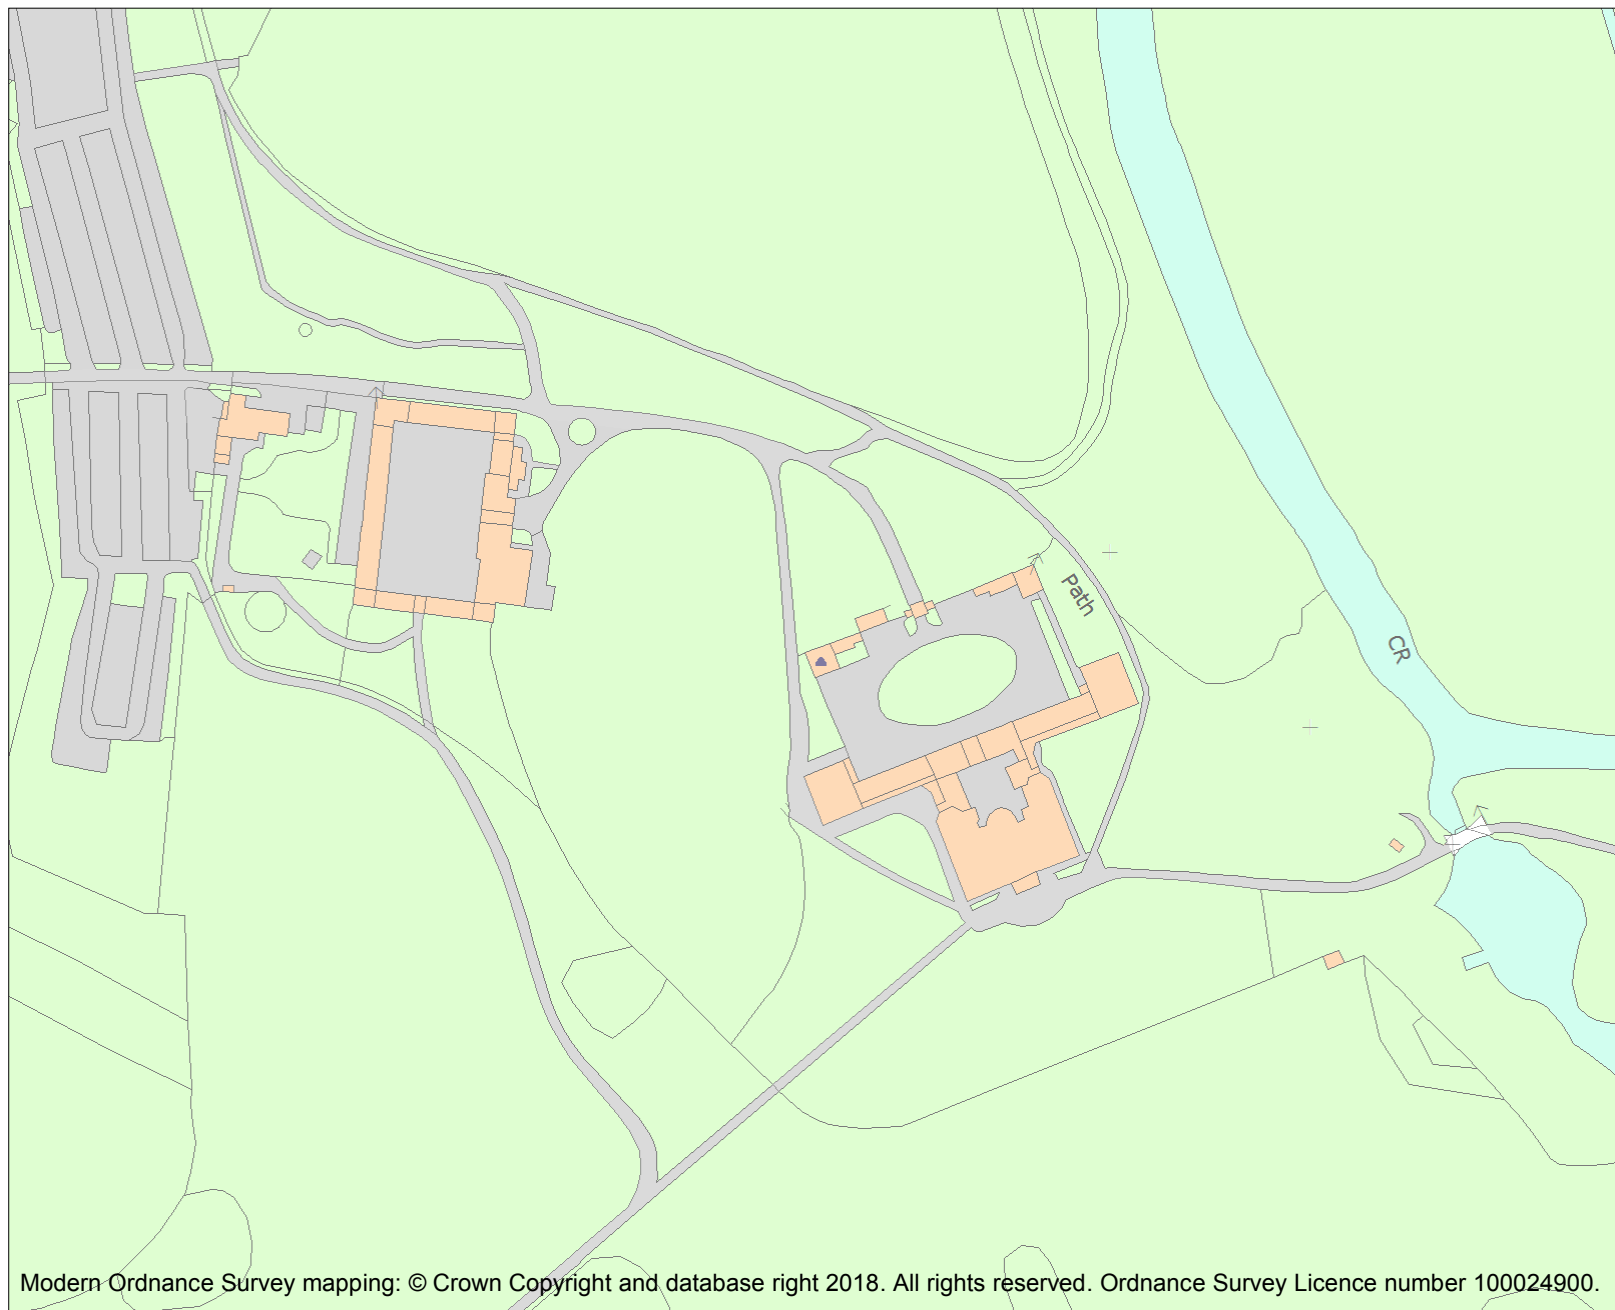 Path
CR
Modern Ordnance Survey mapping: © Crown Copyright and database right 2018. All rights reserved. Ordnance Survey Licence number 100024900.